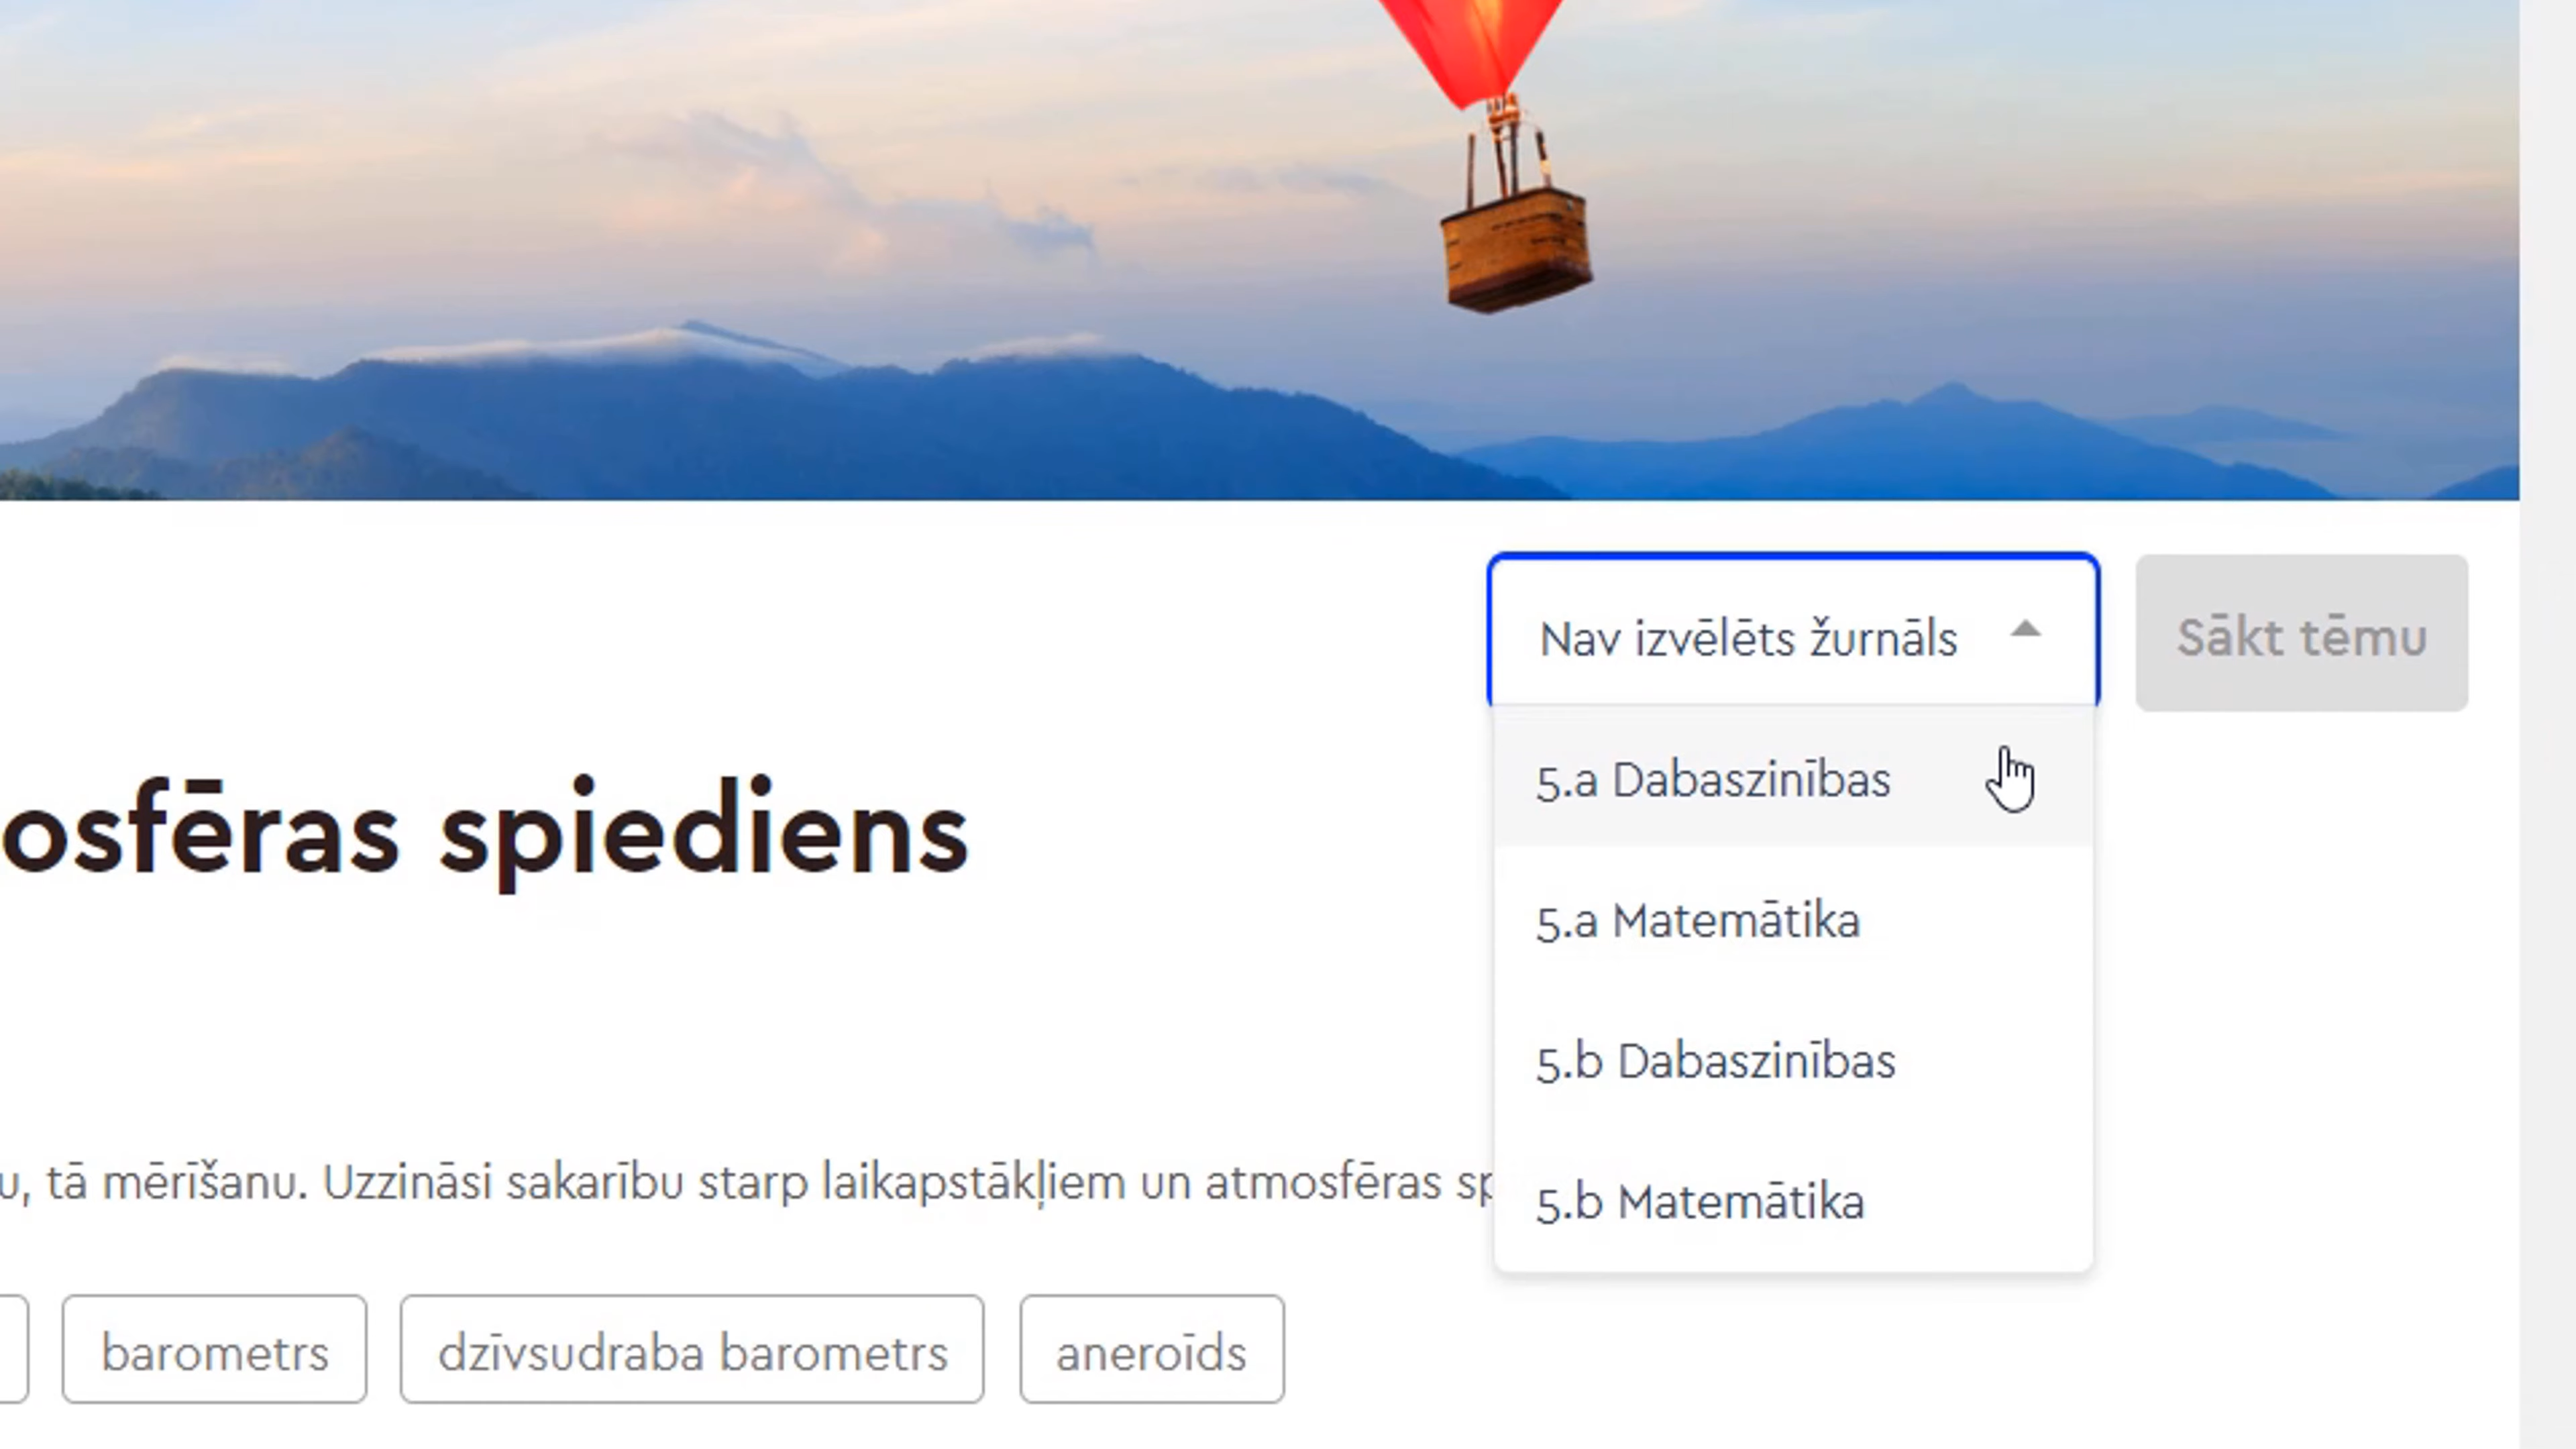 Nav izvēlēts žurnāls
Sākt tēmu
5.a Dabaszinības
osfēras spiediens
5.a Matemātika
5.b Dabaszinības
u, tā mērīšanu. Uzzināsi sakarību starp laikapstākļiem un atmosfēras sp
5.b Matemātika
barometrs
dzīvsudraba barometrs
aneroīds